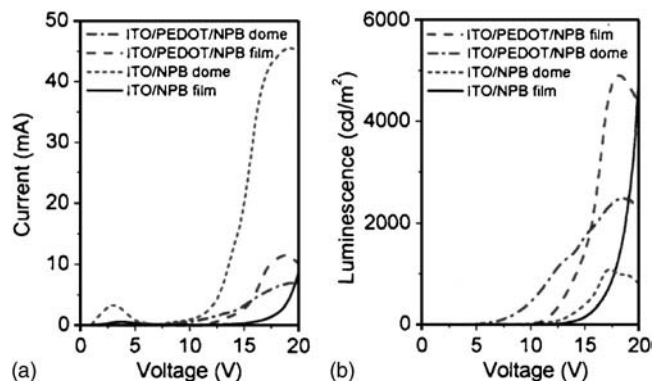 ITO/PEDOT/NPB dome
ITO/PEDOT/NPB film
ITO/NPB dome
ITO/NPB film
50
40
30
20
10
0
Current (mA)
0
5
10
15
20
Voltage (V)
(a)
ITO/PEDOT/NPB film
ITO/PEDOT/NPB dome
ITO/NPB dome
ITO/NPB film
6000
4000
2000
0
Luminescence (cd/m²)
0
5
10
15
20
Voltage (V)
(b)